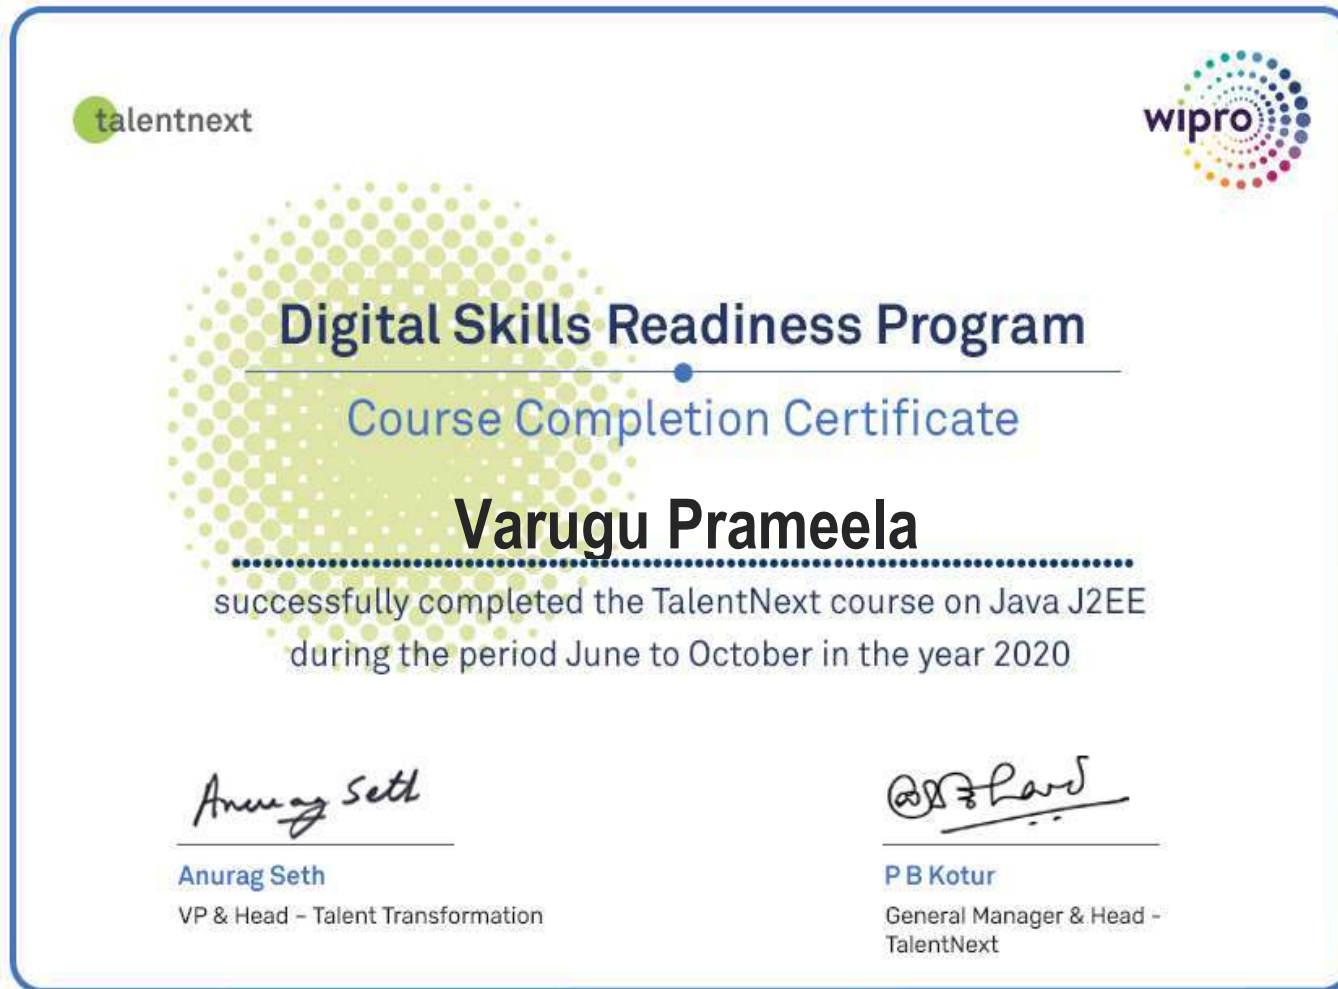 talentnext
wipro
Digital Skills Readiness Program
Course Completion Certificate
Varugu Prameela
successfully completed the TalentNext course on Java J2EE
during the period June to October in the year 2020
Anurag Seth
Anurag Seth
VP & Head – Talent Transformation
P B Kotur
General Manager & Head -
TalentNext